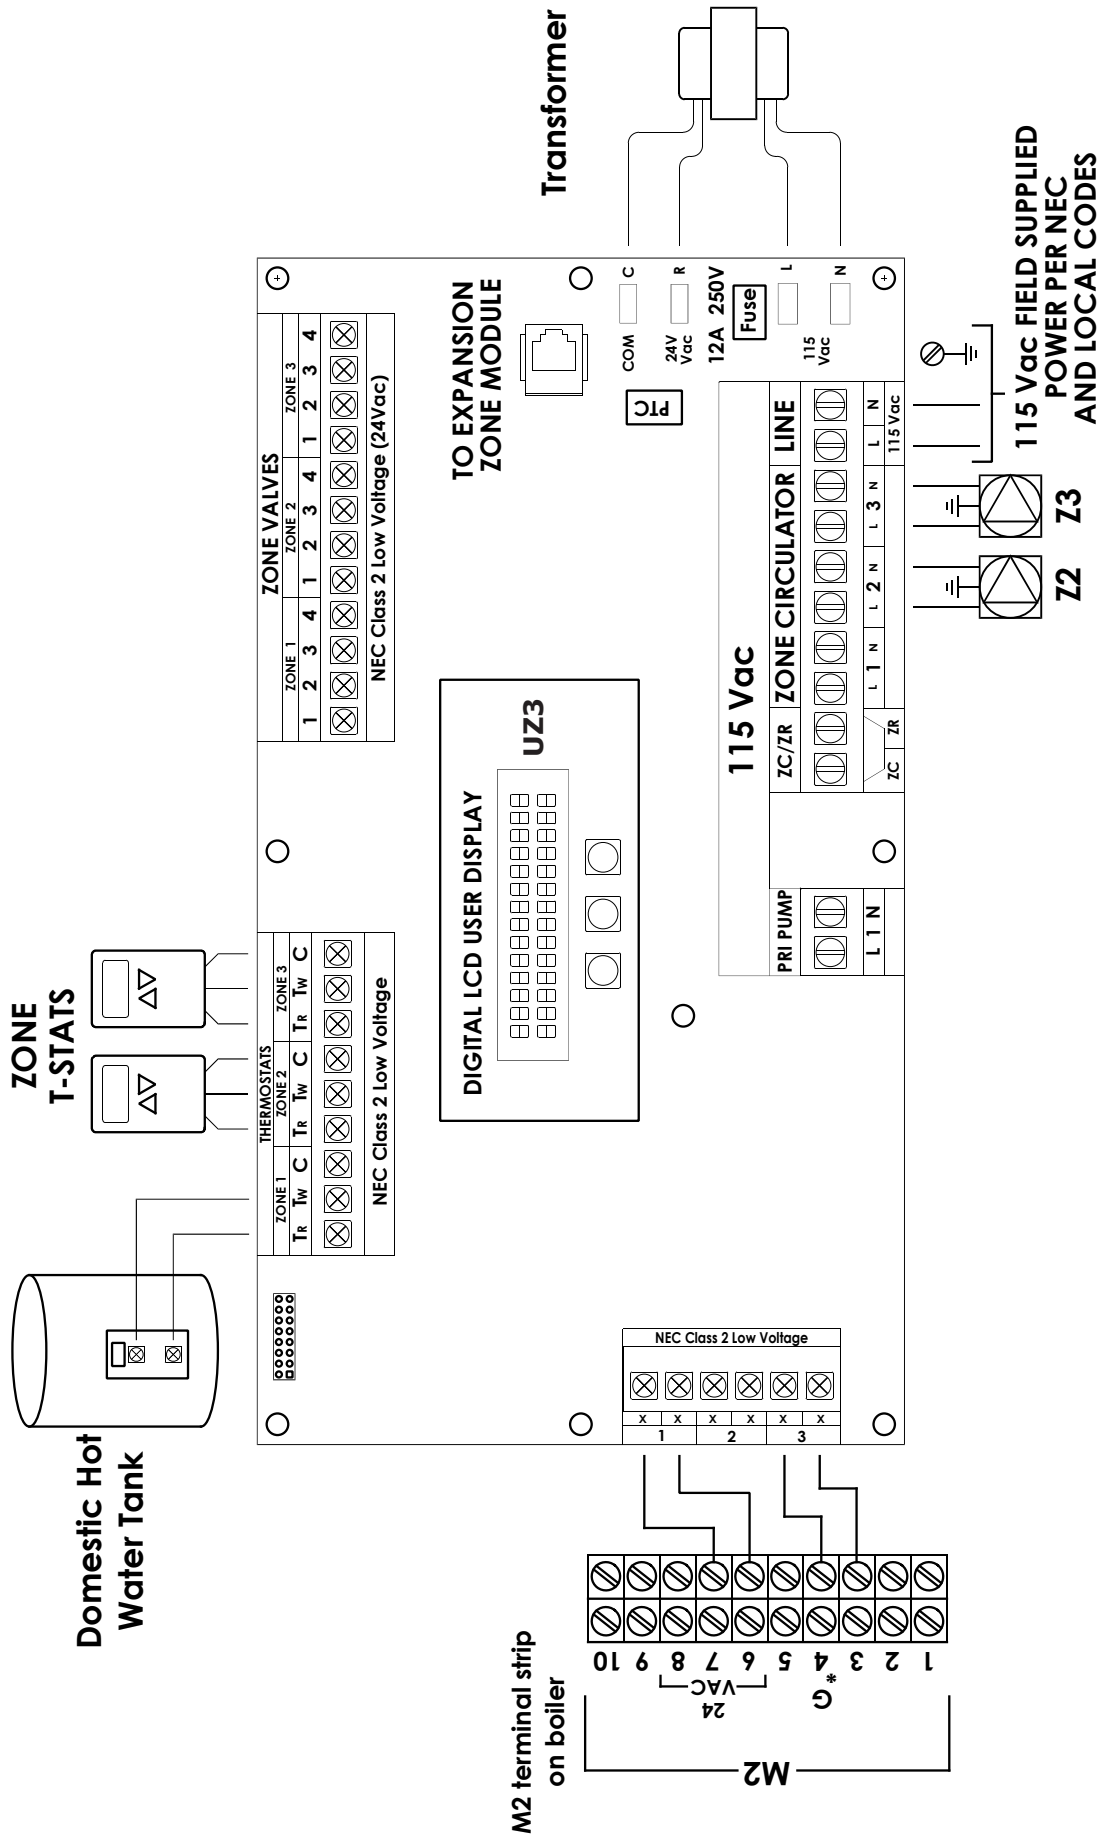 Domestic Hot
Water Tank
ZONE
T-STATS
THERMOSTATS
ZONE 1
ZONE 2
ZONE 3
TR TW C TR TW C TR TW C
NEC Class 2 Low Voltage
ZONE VALVES
ZONE 1
ZONE 2
ZONE 3
1 2 3 4 1 2 3 4 1 2 3 4
NEC Class 2 Low Voltage (24Vac)
DIGITAL LCD USER DISPLAY
UZ3
TO EXPANSION
ZONE MODULE
Transformer
COM
C
24V
Vac
R
12A 250V
Fuse
115
Vac
L
N
PTC
115 Vac
PRI PUMP
L 1 N
ZC/ZR
ZC
ZR
ZONE CIRCULATOR
L 1 N
L 2 N
L 3 N
LINE
L
N
115 Vac
Z2
Z3
115 Vac FIELD SUPPLIED
POWER PER NEC
AND LOCAL CODES
NEC Class 2 Low Voltage
x x x x x x
1 2 3
M2 terminal strip
on boiler
10 9 8 7 6 5 4 3 2 1
24
VAC
G*
M2